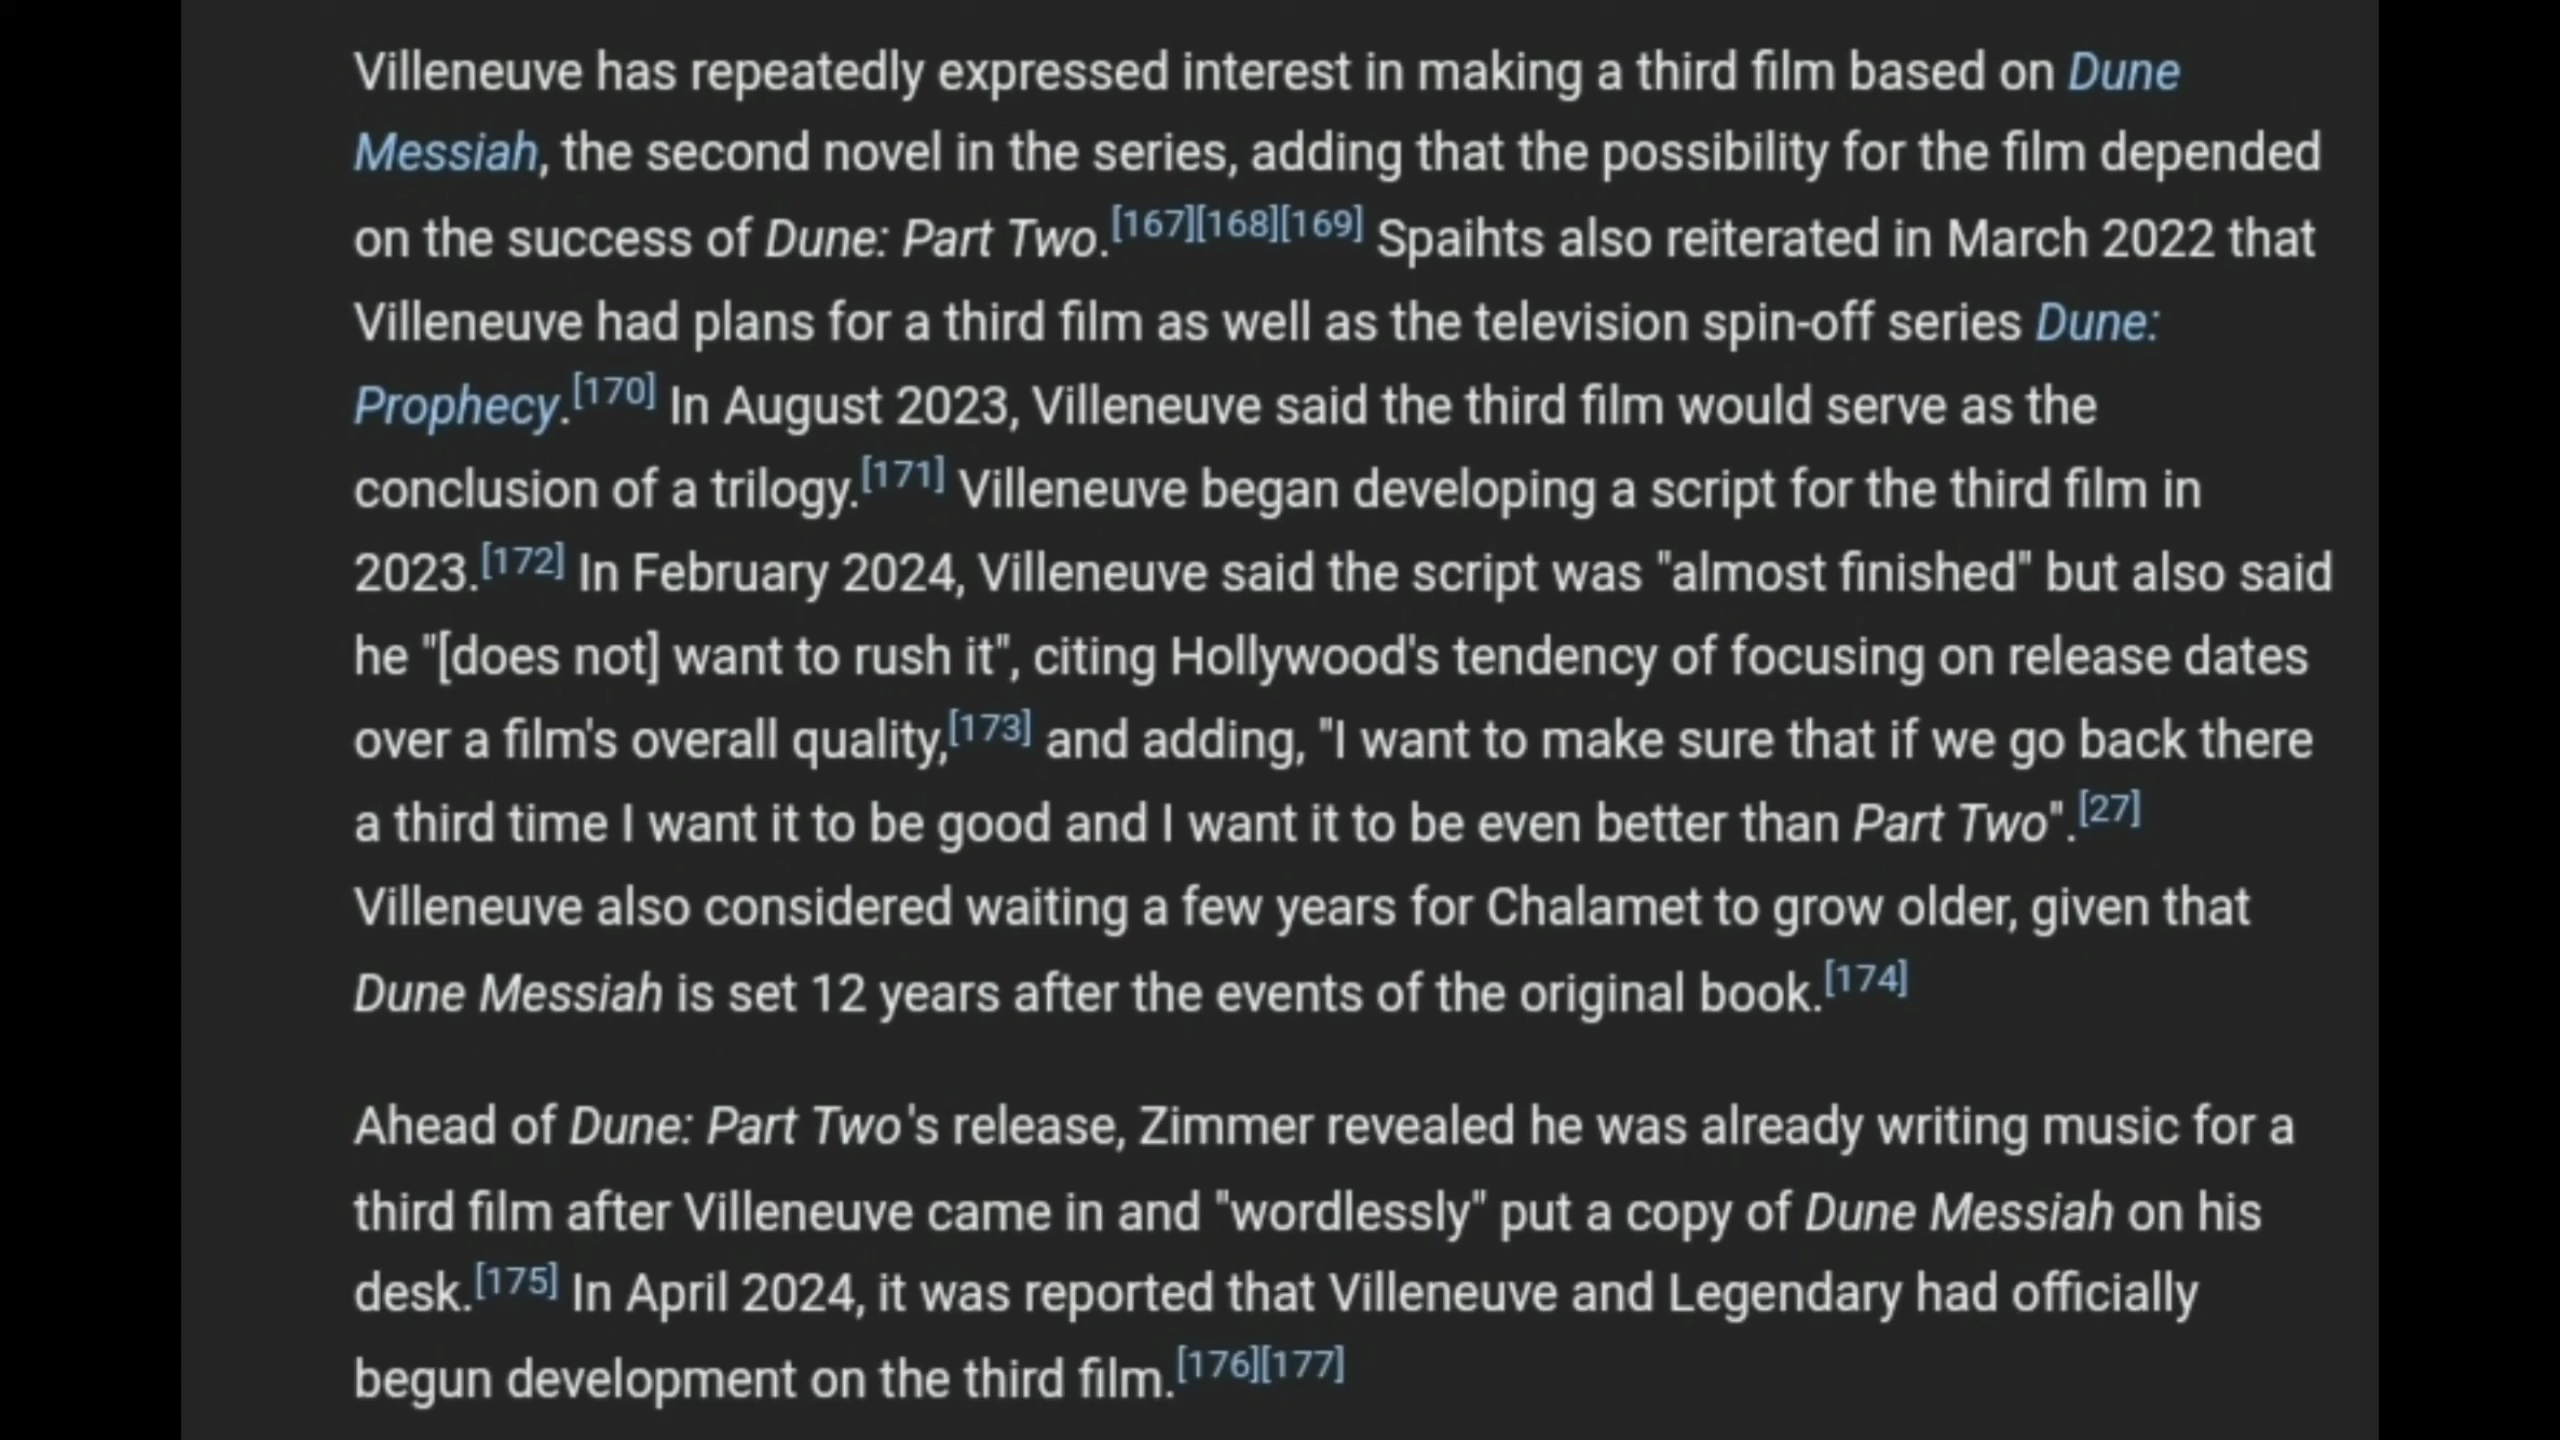 Villeneuve has repeatedly expressed interest in making a third film based on Dune
Messiah, the second novel in the series, adding that the possibility for the film depended
on the success of Dune: Part Two.[167][168][169] Spaihts also reiterated in March 2022 that
Villeneuve had plans for a third film as well as the television spin-off series Dune:
Prophecy.[170] In August 2023, Villeneuve said the third film would serve as the
conclusion of a trilogy.[171] Villeneuve began developing a script for the third film in
2023.[172] In February 2024, Villeneuve said the script was "almost finished" but also said
he "[does not] want to rush it", citing Hollywood's tendency of focusing on release dates
over a film's overall quality,[173] and adding, "I want to make sure that if we go back there
a third time I want it to be good and I want it to be even better than Part Two".[27]
Villeneuve also considered waiting a few years for Chalamet to grow older, given that
Dune Messiah is set 12 years after the events of the original book.[174]
Ahead of Dune: Part Two's release, Zimmer revealed he was already writing music for a
third film after Villeneuve came in and "wordlessly" put a copy of Dune Messiah on his
desk.[175] In April 2024, it was reported that Villeneuve and Legendary had officially
begun development on the third film.[176][177]